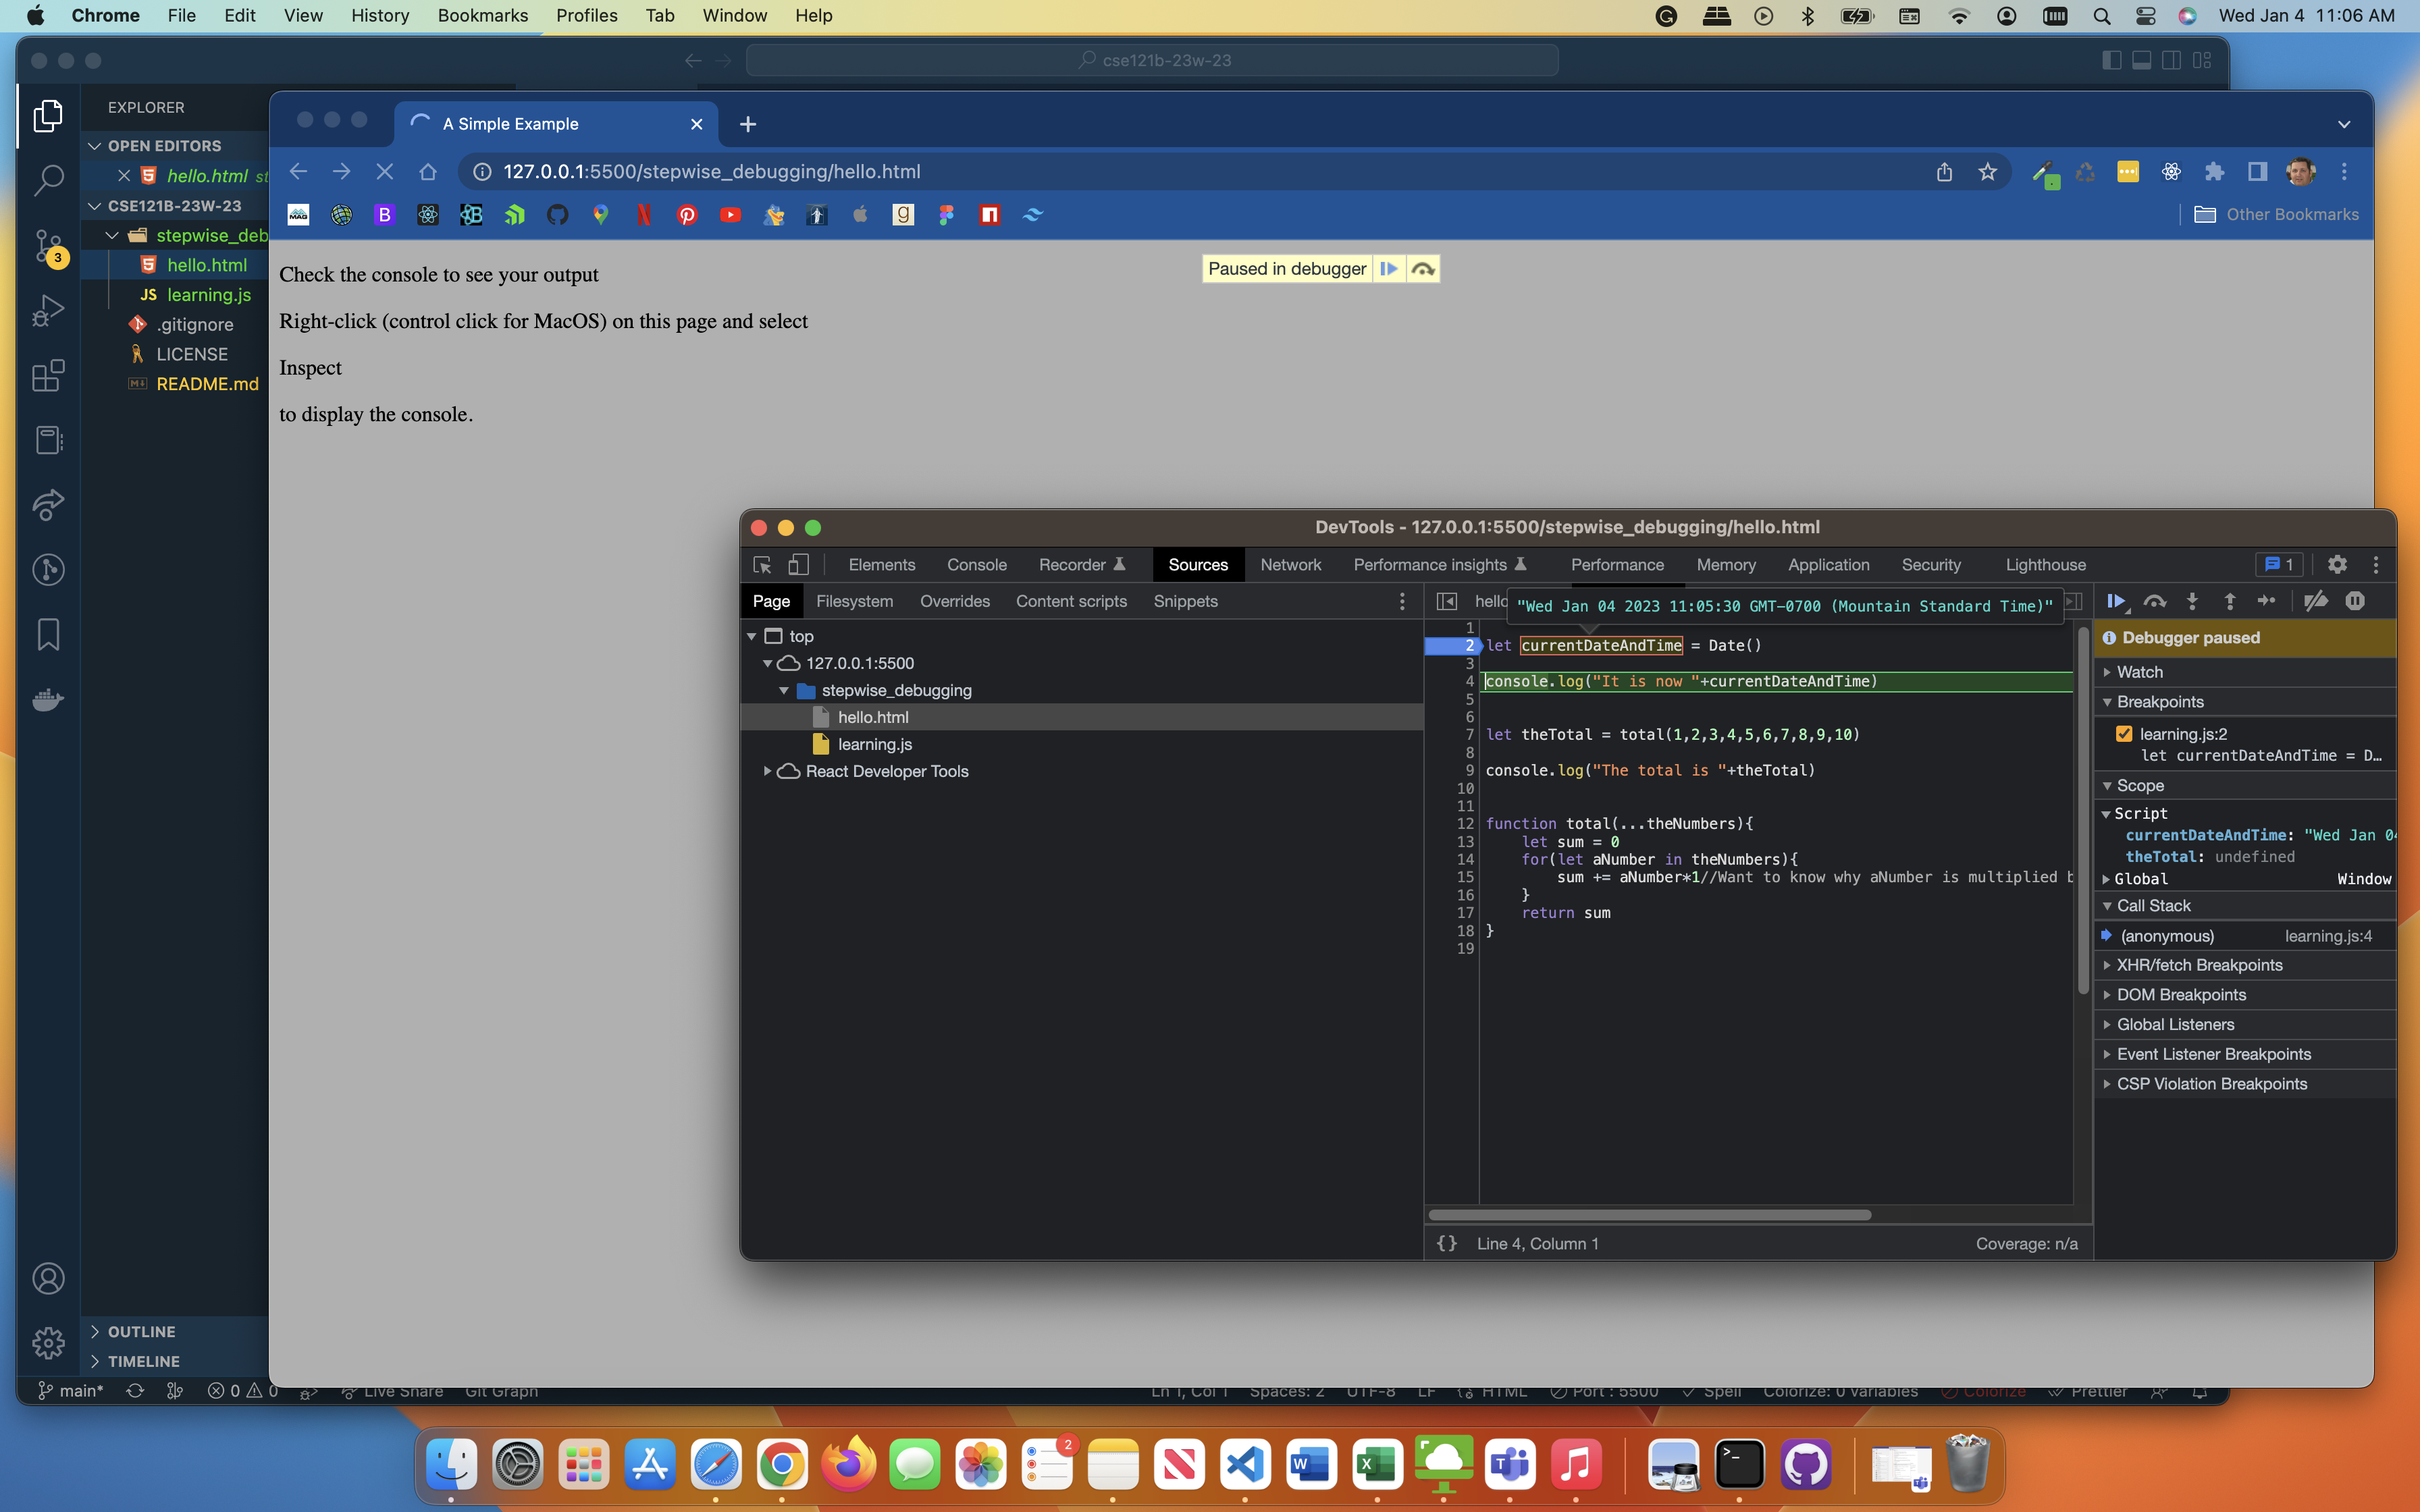 Chrome File Edit View History Bookmarks Profiles Tab Window Help
Wed Jan 4 11:06 AM
cse121b-23w-23
EXPLORER
OPEN EDITORS
hello.html st
CSE121B-23W-23
stepwise_deb
hello.html
JS learning.js
.gitignore
LICENSE
README.md
3
OUTLINE
TIMELINE
A Simple Example
127.0.0.1:5500/stepwise_debugging/hello.html
Other Bookmarks
Paused in debugger
Check the console to see your output
Right-click (control click for MacOS) on this page and select
Inspect
to display the console.
DevTools - 127.0.0.1:5500/stepwise_debugging/hello.html
Elements Console Recorder Sources Network Performance insights Performance Memory Application Security Lighthouse
1
Page Filesystem Overrides Content scripts Snippets
top
127.0.0.1:5500
stepwise_debugging
hello.html
learning.js
React Developer Tools
hello
"Wed Jan 04 2023 11:05:30 GMT-0700 (Mountain Standard Time)"
1
2 let currentDateAndTime = Date()
3
4 console.log("It is now "+currentDateAndTime)
5
6
7 let theTotal = total(1,2,3,4,5,6,7,8,9,10)
8
9 console.log("The total is "+theTotal)
10
11
12 function total(...theNumbers){
13 let sum = 0
14 for(let aNumber in theNumbers){
15 sum += aNumber*1//Want to know why aNumber is multiplied b
16 }
17 return sum
18 }
19
{} Line 4, Column 1
Coverage: n/a
Debugger paused
Watch
Breakpoints
learning.js:2
let currentDateAndTime = D…
Scope
Script
currentDateAndTime: "Wed Jan 04
theTotal: undefined
Global Window
Call Stack
(anonymous) learning.js:4
XHR/fetch Breakpoints
DOM Breakpoints
Global Listeners
Event Listener Breakpoints
CSP Violation Breakpoints
main* 0 0 Live Share Git Graph
Ln 1, Col 1 Spaces: 2 UTF-8 LF HTML Port : 5500 Spell Colorize: 0 variables Colorize Prettier
2